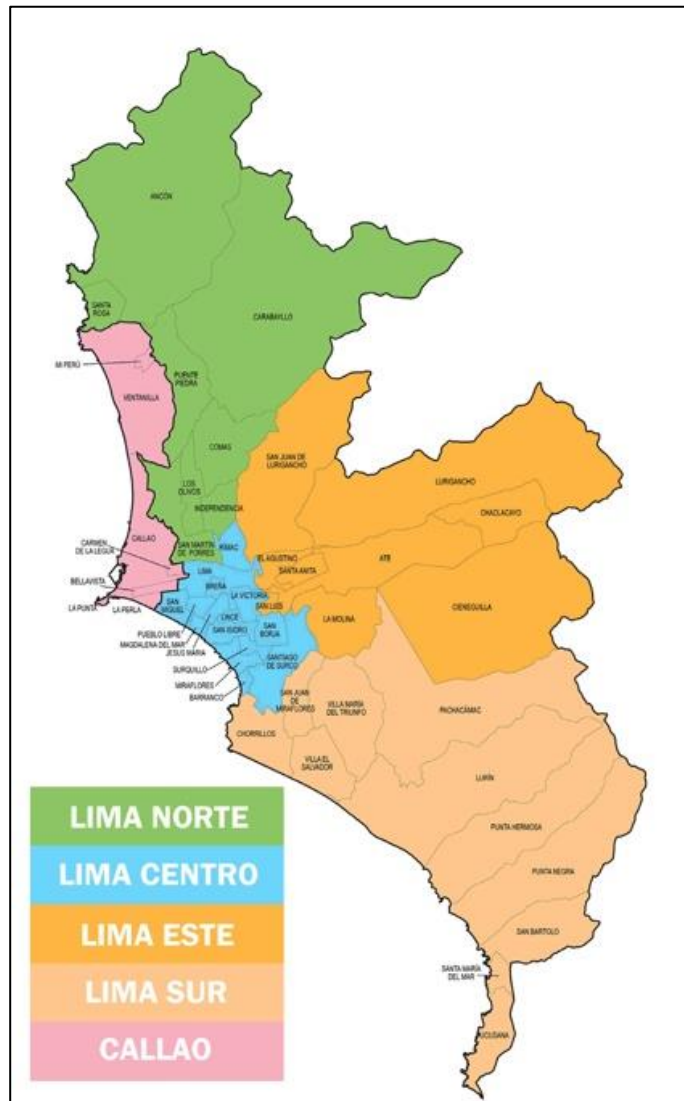 ANCÓN
SANTA
ROSA
CARABAYLLO
MI PERÚ
PUENTE
PIEDRA
VENTANILLA
COMAS
SAN JUAN DE
LURIGANCHO
LURIGANCHO
LOS
OLIVOS
CHACLACAYO
INDEPENDENCIA
CALLAO
CARMEN
DE LA LEGUA
SAN MARTÍN
DE PORRES
RÍMAC
EL AGUSTINO
ATE
LIMA
SANTA ANITA
BELLAVISTA
BREÑA
CIENEGUILLA
LA VICTORIA
SAN
MIGUEL
SAN LUIS
LA PUNTA
LA PERLA
LINCE
LA MOLINA
SAN ISIDRO
SAN
BORJA
PUEBLO LIBRE
MAGDALENA DEL MAR
JESUS MARIA
SANTIAGO
DE SURCO
SURQUILLO
MIRAFLORES
BARRANCO
SAN JUAN
DE
MIRAFLORES
VILLA MARÍA
DEL TRIUNFO
PACHACÁMAC
CHORRILLOS
VILLA EL
SALVADOR
LURÍN
PUNTA HERMOSA
PUNTA NEGRA
SAN BARTOLO
SANTA MARÍA
DEL MAR
PUCUSANA
LIMA NORTE
LIMA CENTRO
LIMA ESTE
LIMA SUR
CALLAO